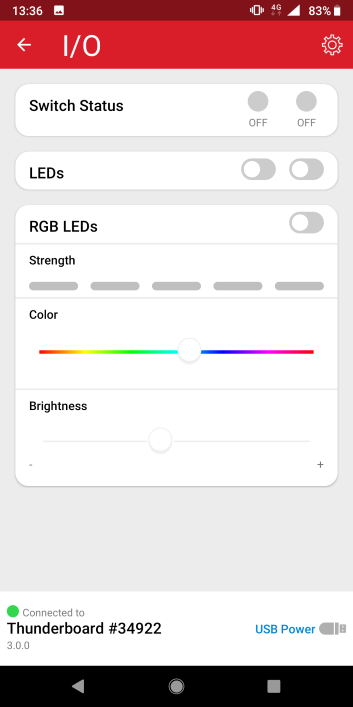 13:36 4G 83%
I/O
Switch Status
OFF OFF
LEDs
RGB LEDs
Strength
Color
Brightness
- +
Connected to
Thunderboard #34922
USB Power
3.0.0